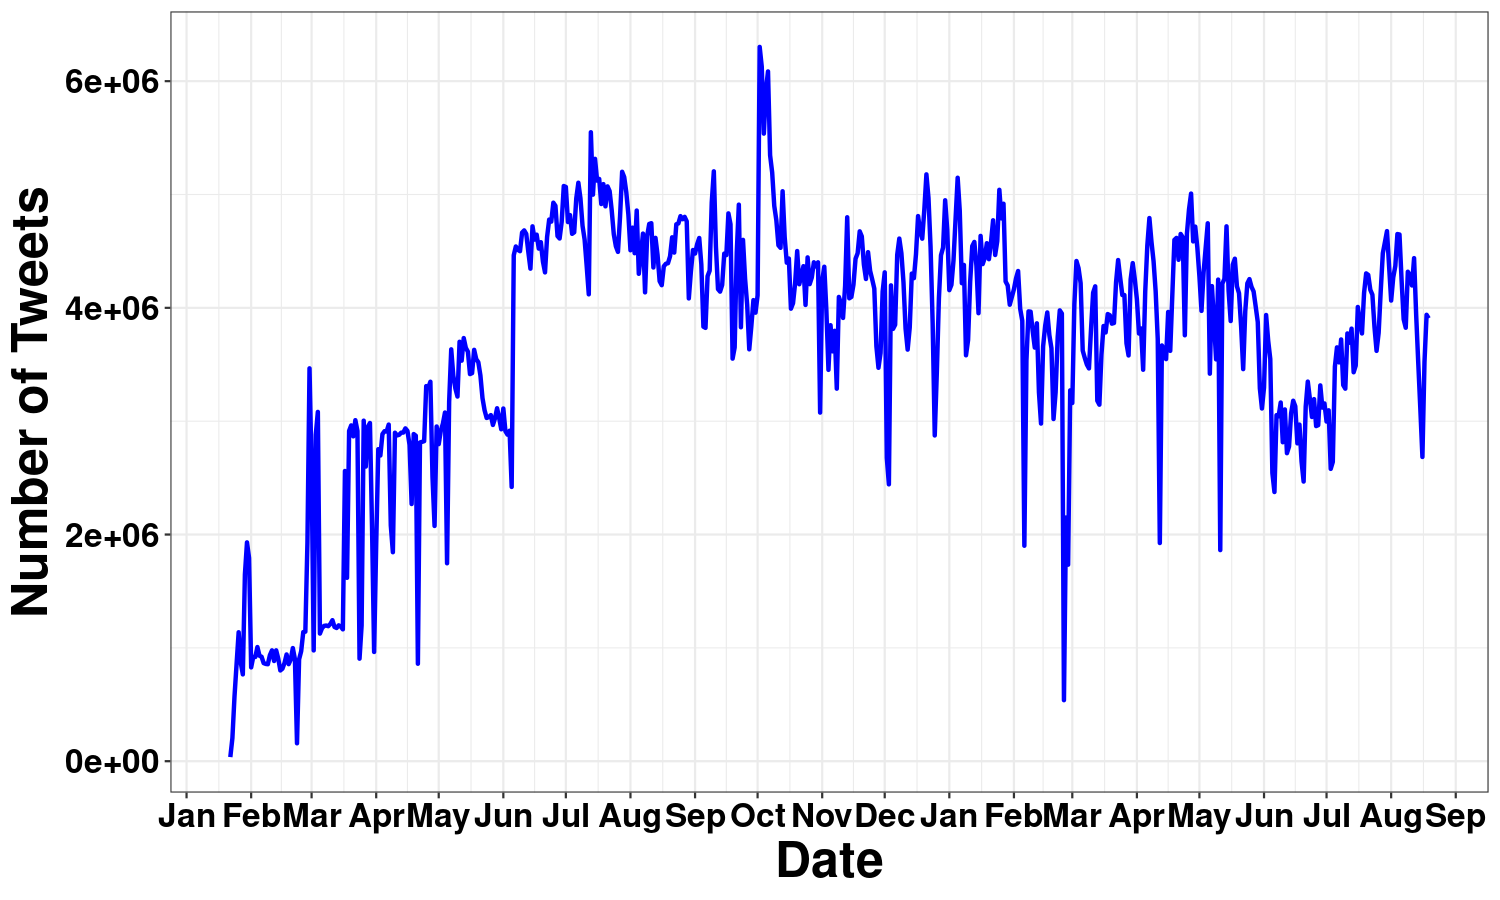 Number of Tweets
6e+06
4e+06
2e+06
0e+00
Jan Feb Mar Apr May Jun Jul Aug Sep Oct Nov Dec Jan Feb Mar Apr May Jun Jul Aug Sep
Date